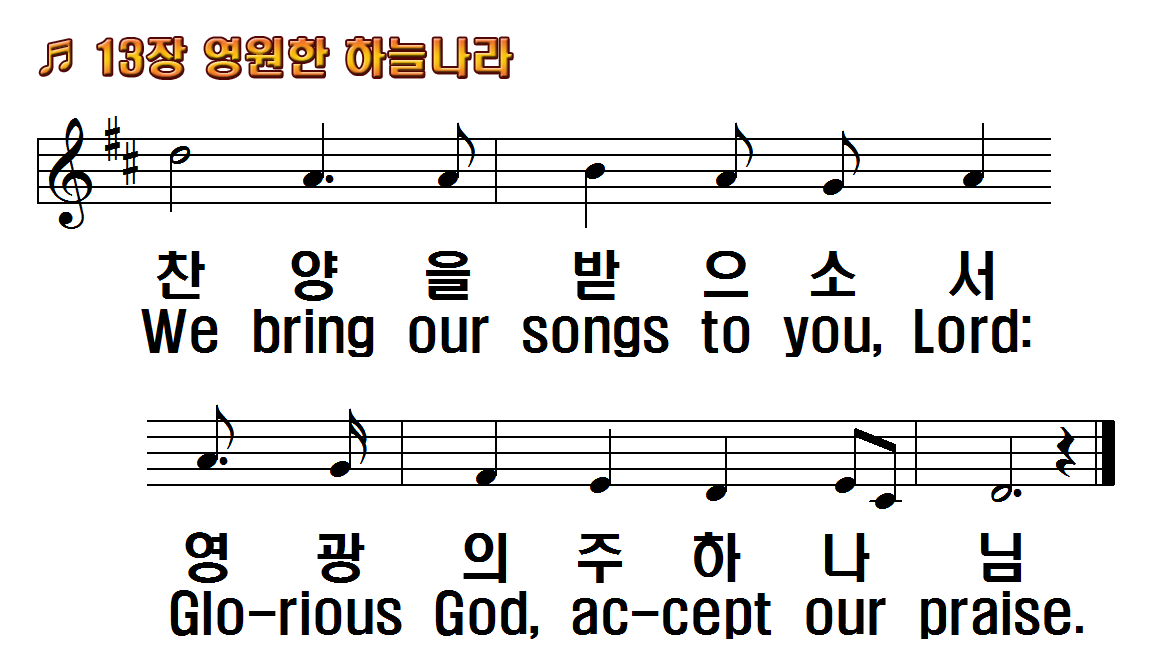 ♬ 13장 영원한 하늘나라
찬 양 을 받 으 소 서
We bring our songs to you, Lord:
영 광 의 주 하 나 님
Glo-rious God, ac-cept our praise.